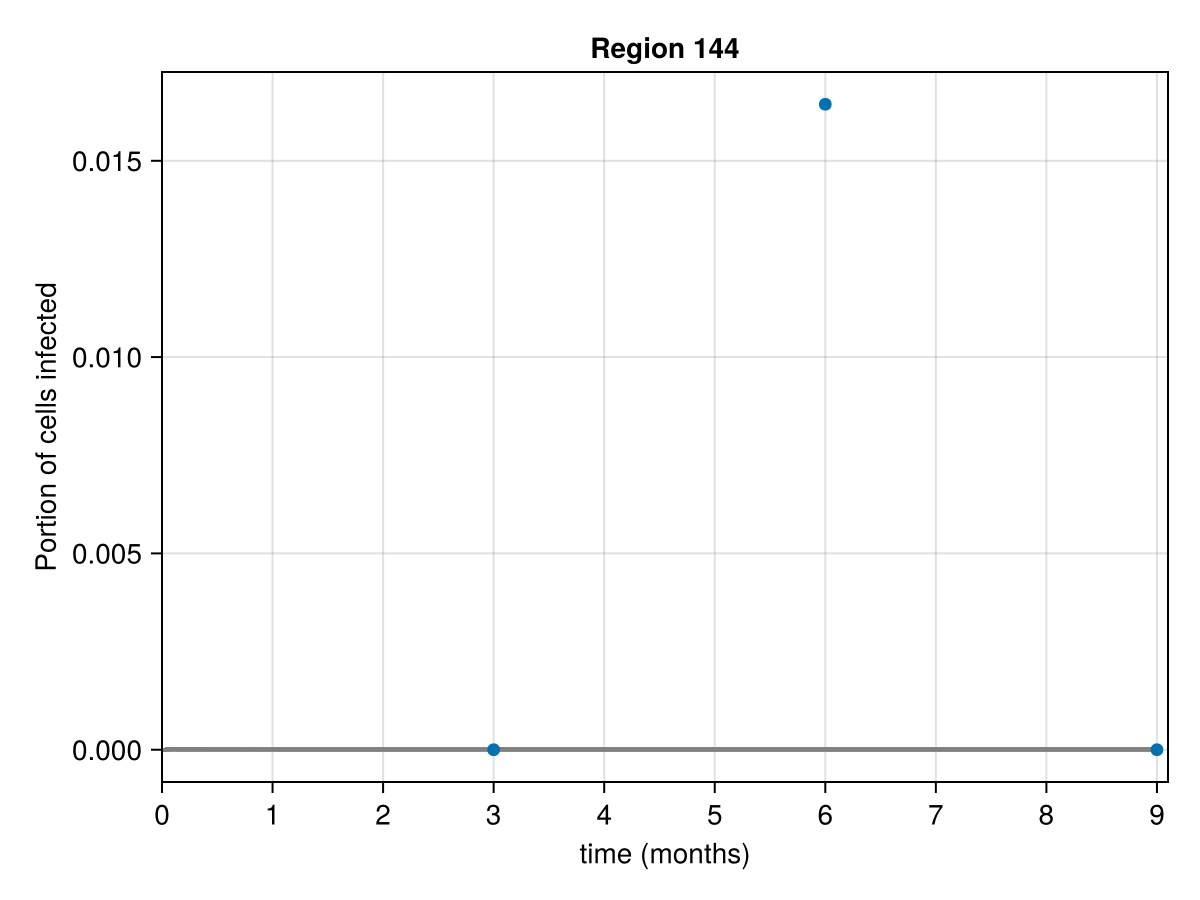 Region 144
Portion of cells infected
0.015
0.010
0.005
0.000
0 1 2 3 4 5 6 7 8 9
time (months)